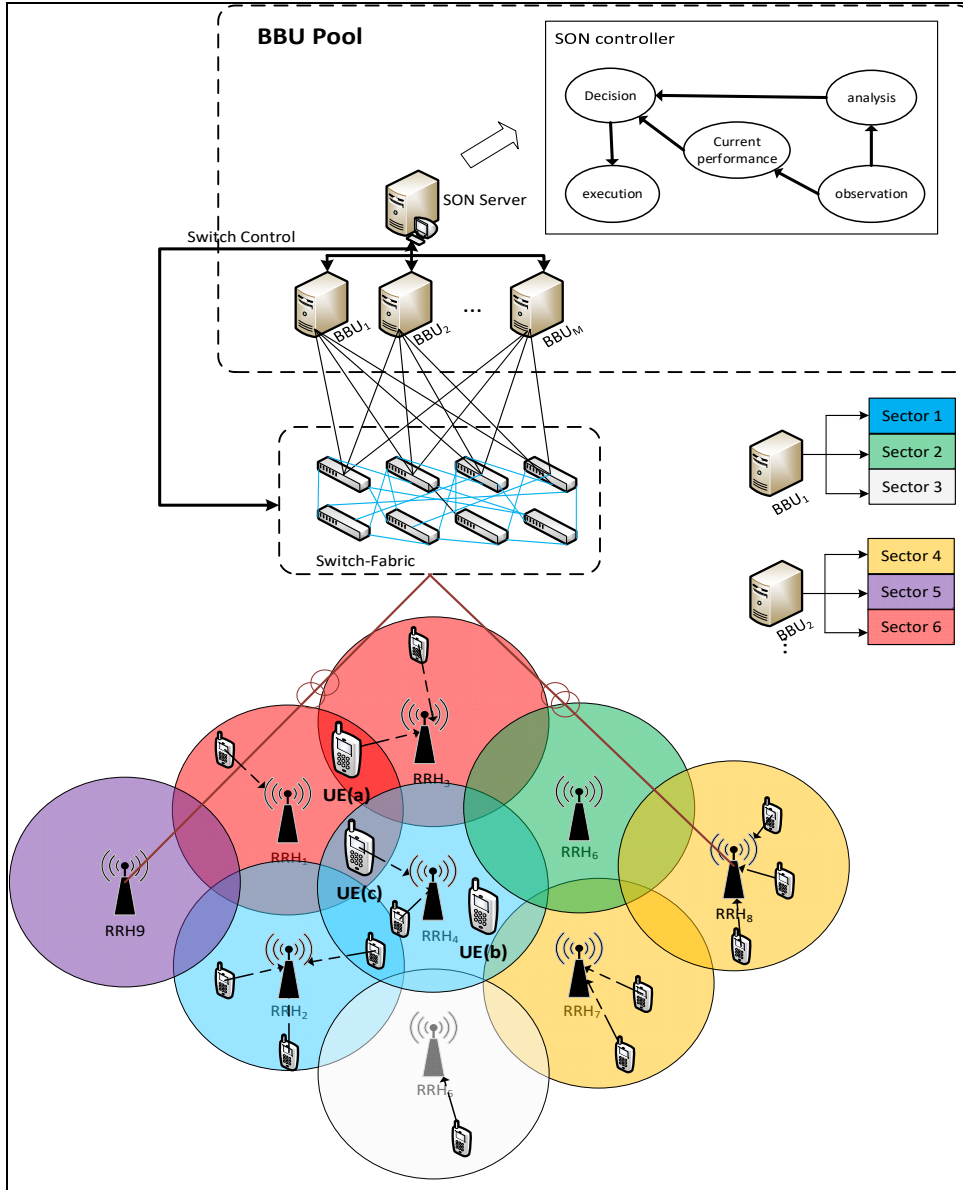 BBU Pool
SON controller
Decision
analysis
Current
performance
execution
observation
SON Server
Switch Control
BBU₁
BBU₂
...
BBU_M
Sector 1
Sector 2
Sector 3
BBU₁
Switch-Fabric
Sector 4
Sector 5
Sector 6
BBU₂
⋮
RRH₃
UE(a)
RRH₁
RRH₆
UE(c)
RRH₈
RRH9
RRH₄
UE(b)
RRH₂
RRH₇
RRH₅